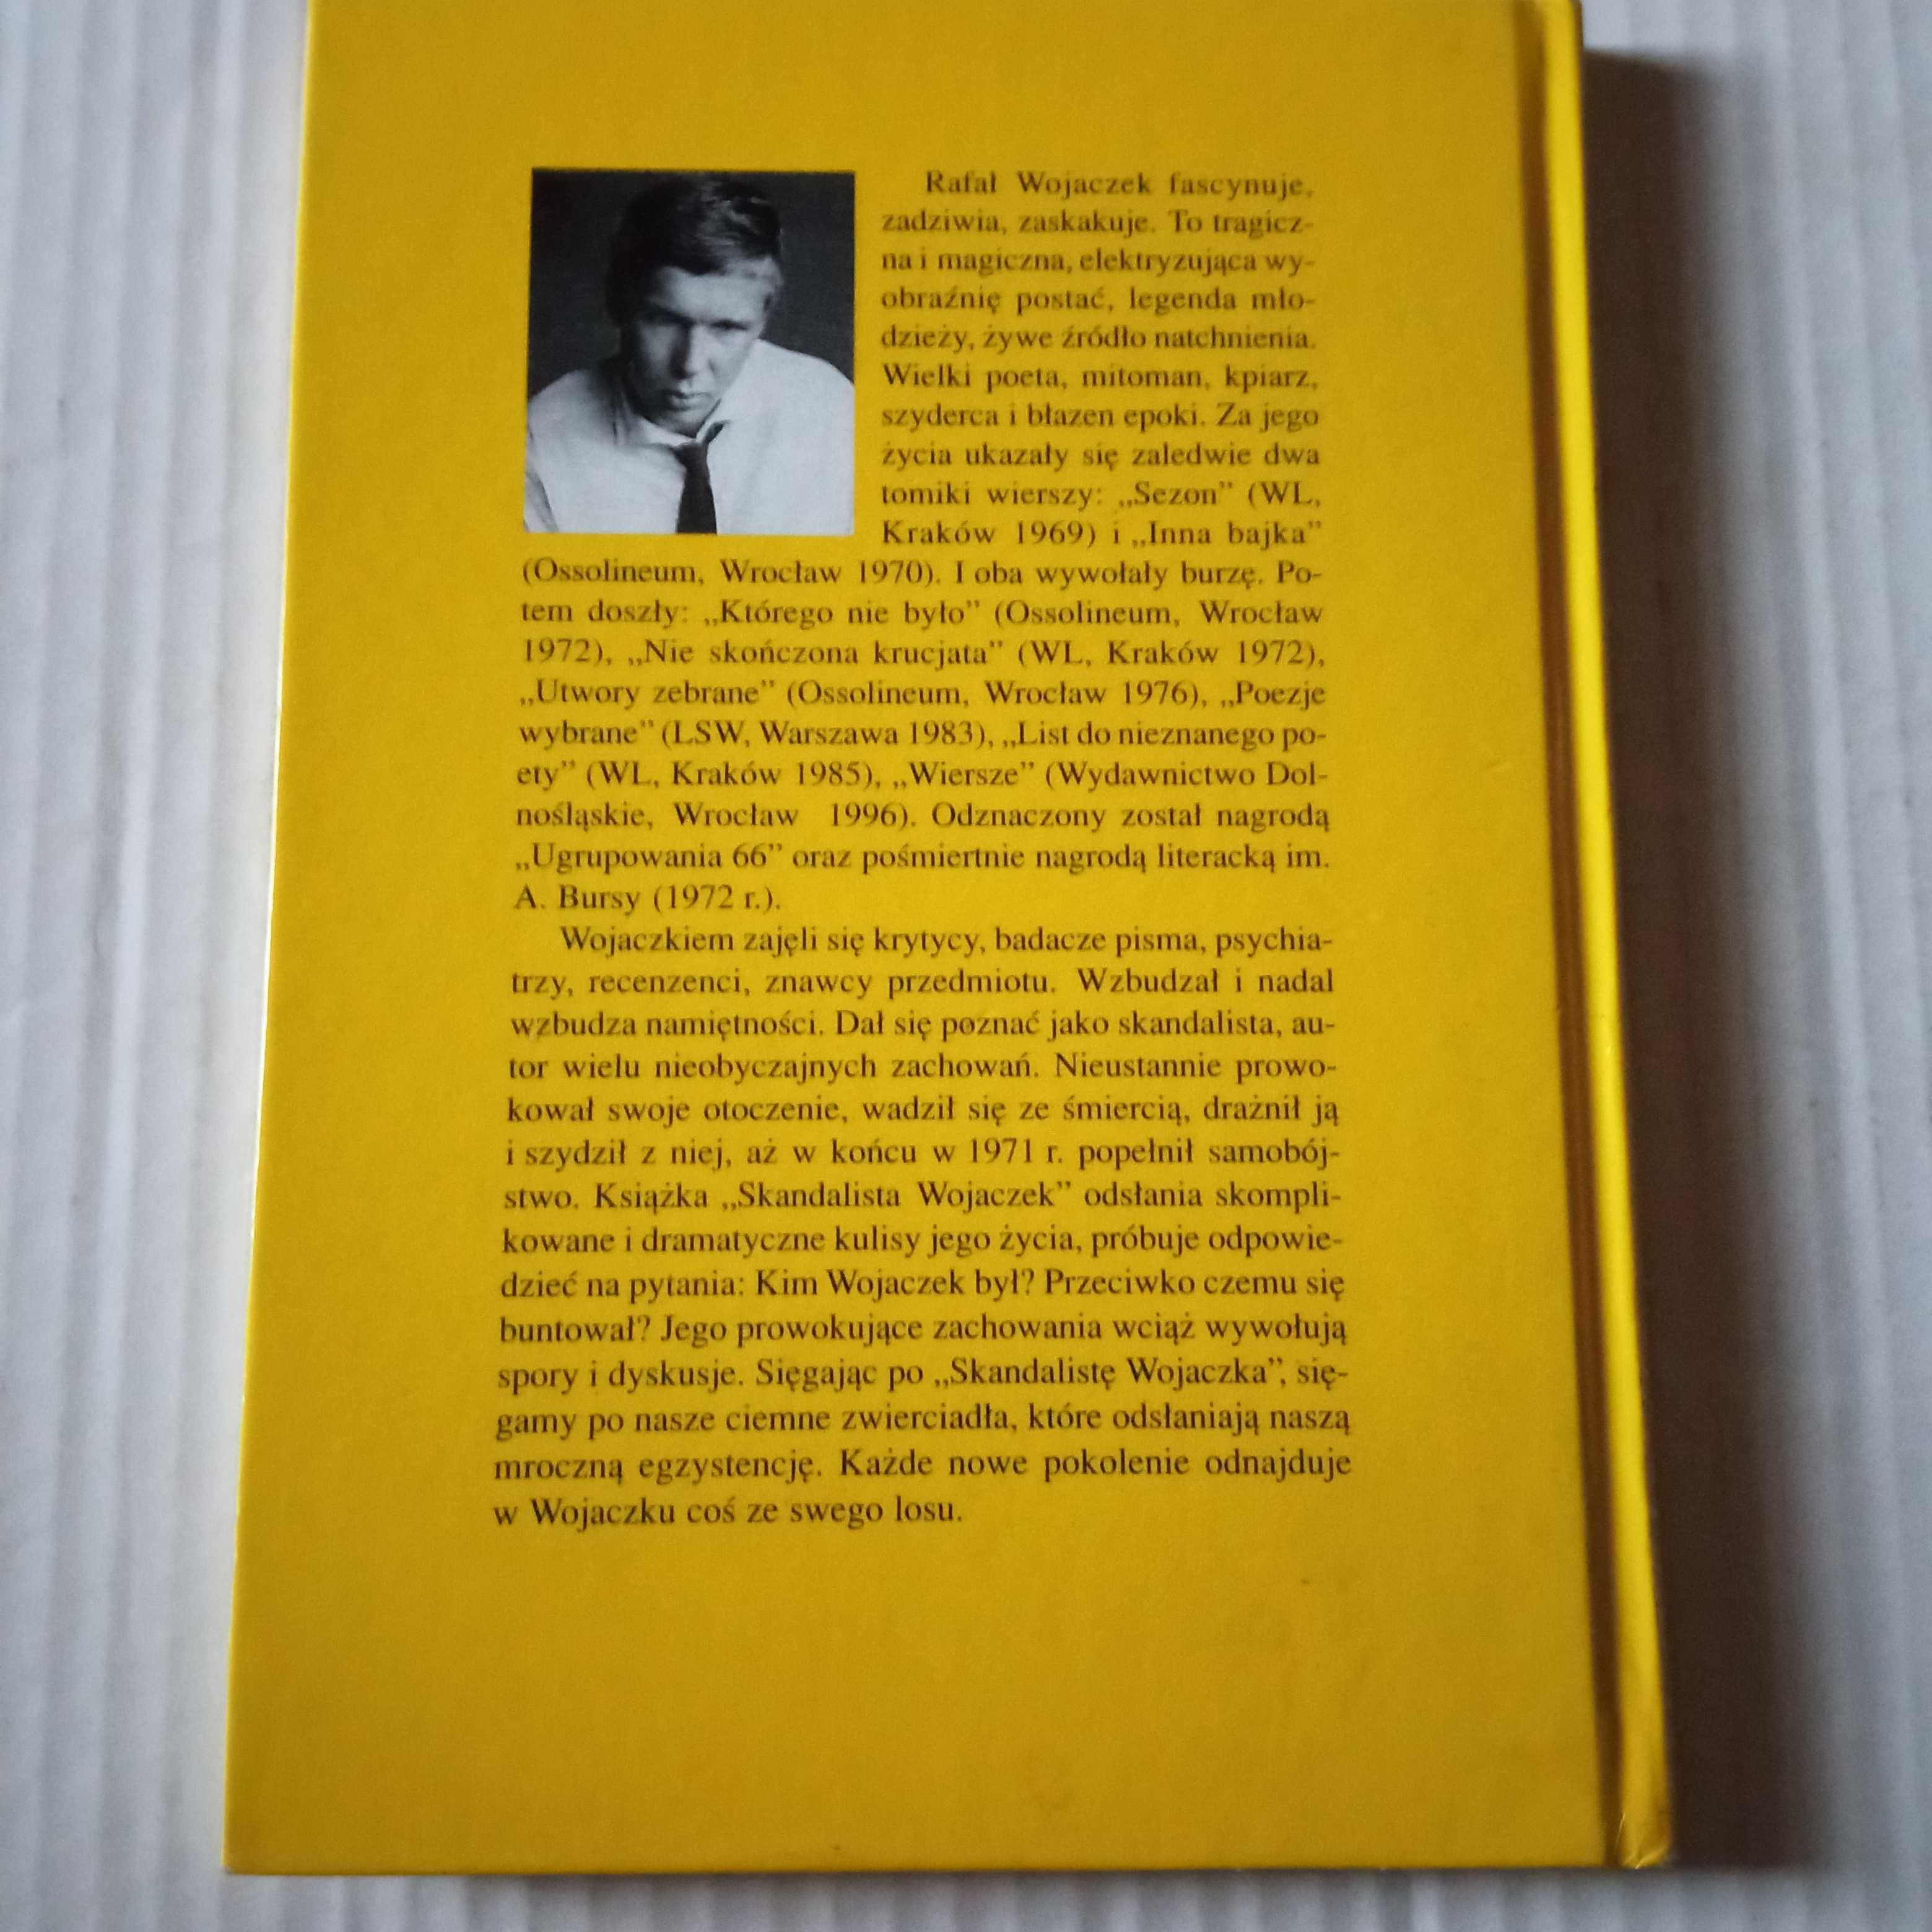 Rafał Wojaczek fascynuje,
zadziwia, zaskakuje. To tragicz-
na i magiczna, elektryzująca wy-
obraźnię postać, legenda mło-
dzieży, żywe źródło natchnienia.
Wielki poeta, mitoman, kpiarz,
szyderca i błazen epoki. Za jego
życia ukazały się zaledwie dwa
tomiki wierszy: „Sezon” (WL,
Kraków 1969) i „Inna bajka”
(Ossolineum, Wrocław 1970). I oba wywołały burzę. Po-
tem doszły: „Którego nie było” (Ossolineum, Wrocław
1972), „Nie skończona krucjata” (WL, Kraków 1972),
„Utwory zebrane” (Ossolineum, Wrocław 1976), „Poezje
wybrane” (LSW, Warszawa 1983), „List do nieznanego po-
ety” (WL, Kraków 1985), „Wiersze” (Wydawnictwo Dol-
nośląskie, Wrocław 1996). Odznaczony został nagrodą
„Ugrupowania 66” oraz pośmiertnie nagrodą literacką im.
A. Bursy (1972 r.).
Wojaczkiem zajęli się krytycy, badacze pisma, psychia-
trzy, recenzenci, znawcy przedmiotu. Wzbudzał i nadal
wzbudza namiętności. Dał się poznać jako skandalista, au-
tor wielu nieobyczajnych zachowań. Nieustannie prowo-
kował swoje otoczenie, wadził się ze śmiercią, drażnił ją
i szydził z niej, aż w końcu w 1971 r. popełnił samobój-
stwo. Książka „Skandalista Wojaczek” odsłania skompli-
kowane i dramatyczne kulisy jego życia, próbuje odpowie-
dzieć na pytania: Kim Wojaczek był? Przeciwko czemu się
buntował? Jego prowokujące zachowania wciąż wywołują
spory i dyskusje. Sięgając po „Skandalistę Wojaczka”, się-
gamy po nasze ciemne zwierciadła, które odsłaniają naszą
mroczną egzystencję. Każde nowe pokolenie odnajduje
w Wojaczku coś ze swego losu.